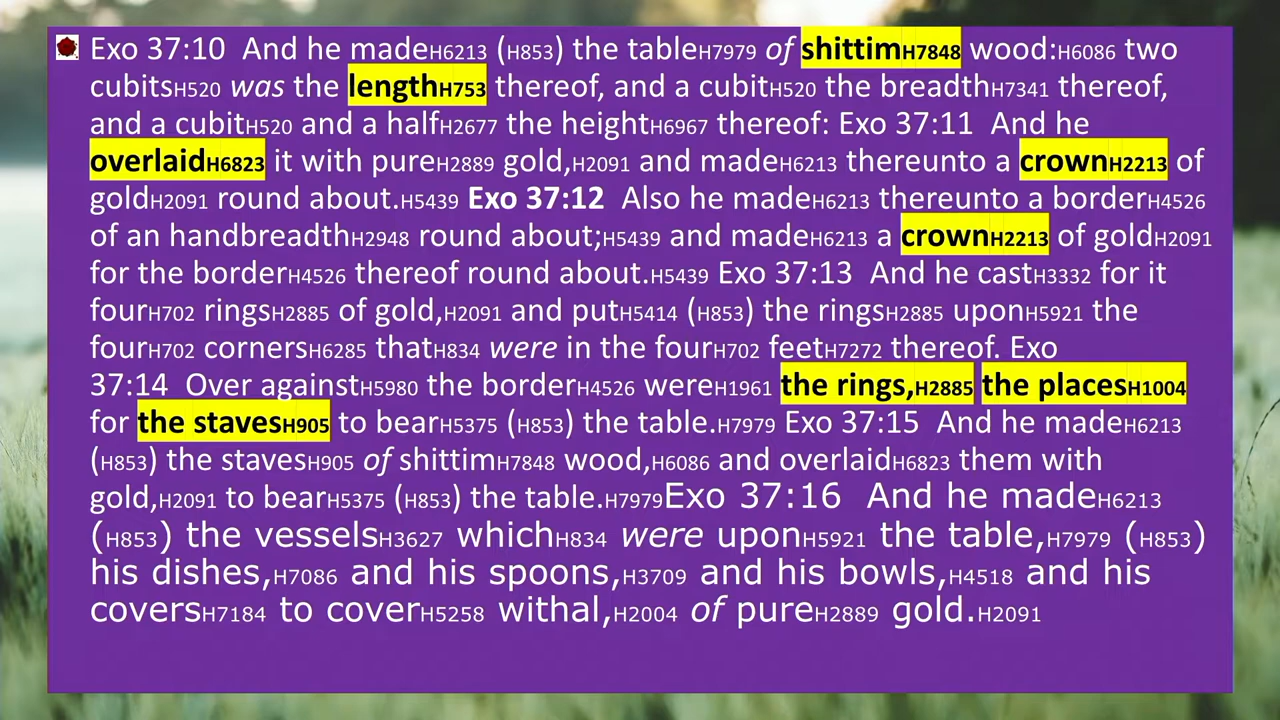 Exo 37:10 And he madeH6213 (H853) the tableH7979 of shittimH7848 wood:H6086 two
cubitsH520 was the lengthH753 thereof, and a cubitH520 the breadthH7341 thereof,
and a cubitH520 and a halfH2677 the heightH6967 thereof: Exo 37:11 And he
overlaidH6823 it with pureH2889 gold,H2091 and madeH6213 thereunto a crownH2213 of
goldH2091 round about.H5439 Exo 37:12 Also he madeH6213 thereunto a borderH4526
of an handbreadthH2948 round about;H5439 and madeH6213 a crownH2213 of goldH2091
for the borderH4526 thereof round about.H5439 Exo 37:13 And he castH3332 for it
fourH702 ringsH2885 of gold,H2091 and putH5414 (H853) the ringsH2885 uponH5921 the
fourH702 cornersH6285 thatH834 were in the fourH702 feetH7272 thereof. Exo
37:14 Over againstH5980 the borderH4526 wereH1961 the rings,H2885 the placesH1004
for the stavesH905 to bearH5375 (H853) the table.H7979 Exo 37:15 And he madeH6213
(H853) the stavesH905 of shittimH7848 wood,H6086 and overlaidH6823 them with
gold,H2091 to bearH5375 (H853) the table.H7979Exo 37:16 And he madeH6213
(H853) the vesselsH3627 whichH834 were uponH5921 the table,H7979 (H853)
his dishes,H7086 and his spoons,H3709 and his bowls,H4518 and his
coversH7184 to coverH5258 withal,H2004 of pureH2889 gold.H2091